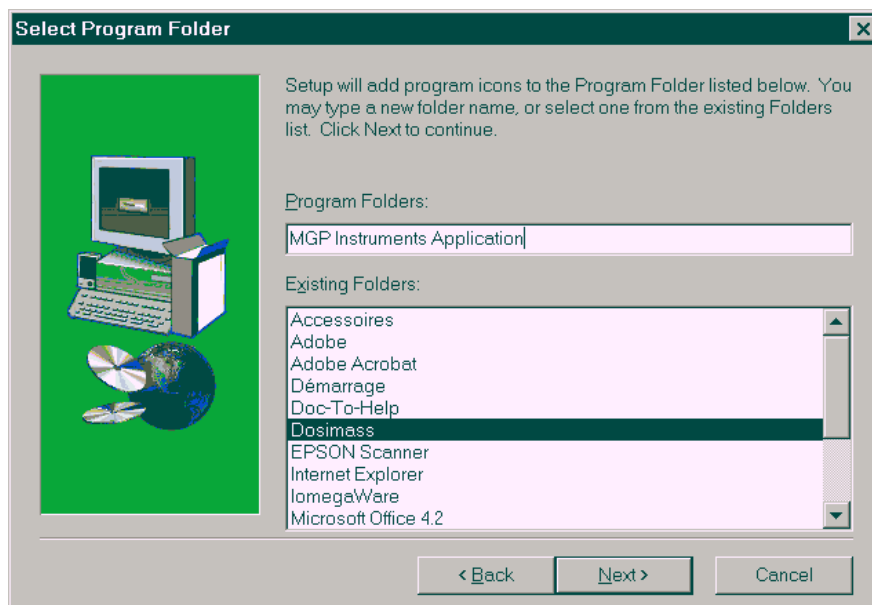 Select Program Folder
Setup will add program icons to the Program Folder listed below. You
may type a new folder name, or select one from the existing Folders
list. Click Next to continue.
Program Folders:
MGP Instruments Application
Existing Folders:
Accessoires
Adobe
Adobe Acrobat
Démarrage
Doc-To-Help
Dosimass
EPSON Scanner
Internet Explorer
IomegaWare
Microsoft Office 4.2
< Back
Next >
Cancel